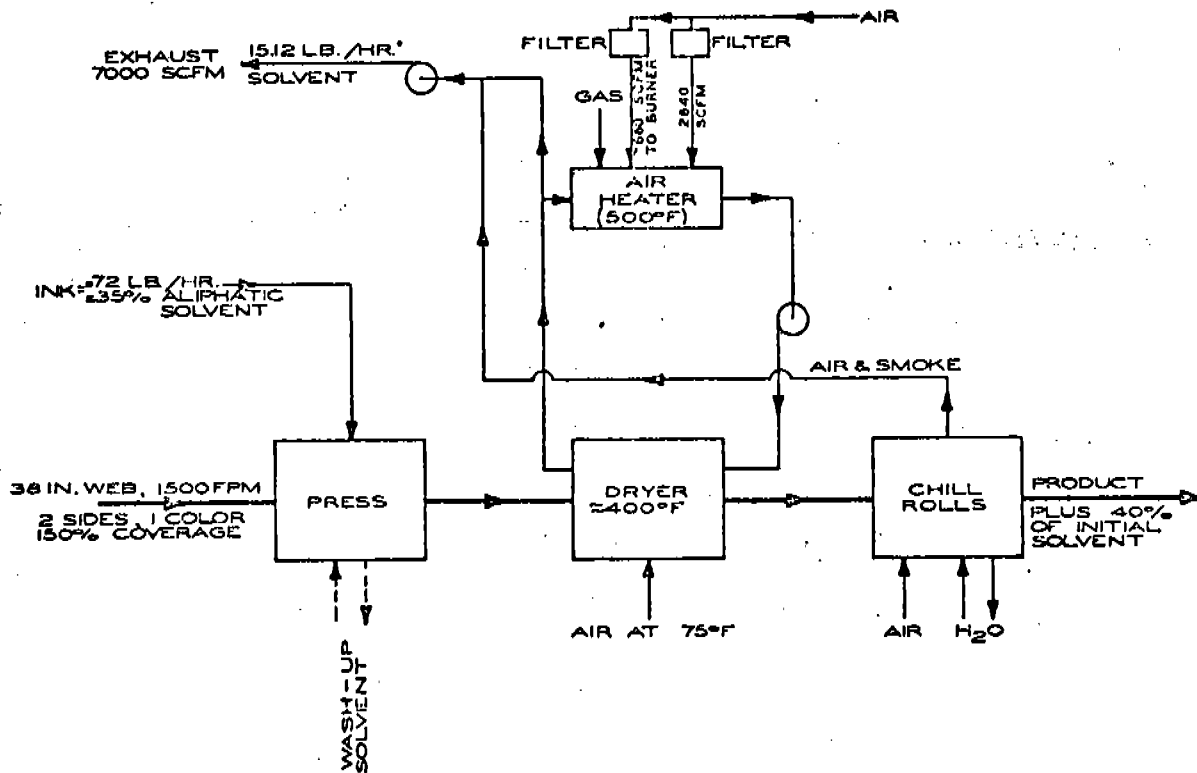 AIR
FILTER
FILTER
EXHAUST
7000 SCFM
15.12 LB./HR.*
SOLVENT
GAS
680 SCFM
TO BURNER
2840
SCFM
AIR
HEATER
(500°F)
INK=72 LB./HR.
≈35% ALIPHATIC
SOLVENT
AIR & SMOKE
38 IN. WEB, 1500 FPM
2 SIDES, 1 COLOR
150% COVERAGE
PRESS
DRYER
≈400°F
CHILL
ROLLS
PRODUCT
PLUS 40%
OF INITIAL
SOLVENT
AIR AT 75°F
AIR
H2O
WASH-UP
SOLVENT